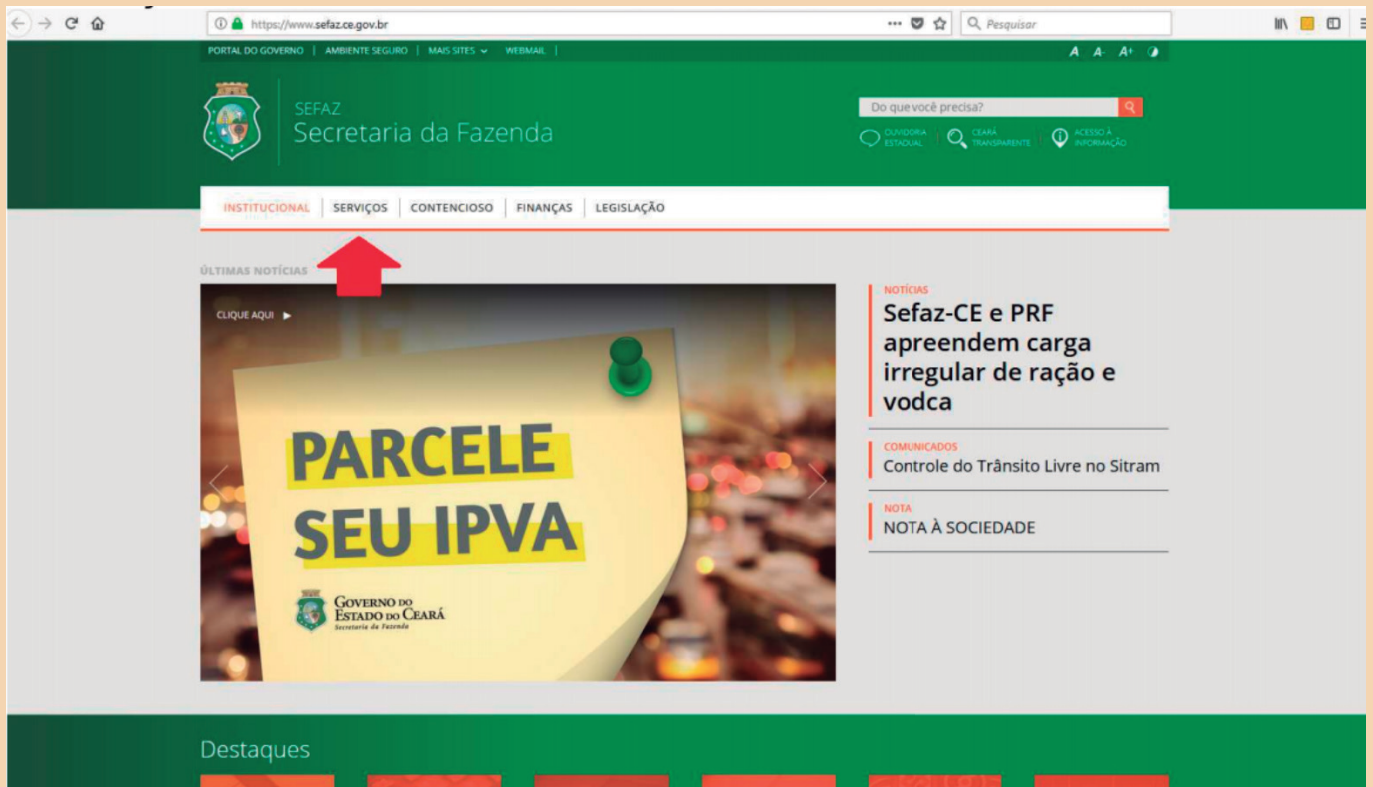 https://www.sefaz.ce.gov.br
Pesquisar
PORTAL DO GOVERNO | AMBIENTE SEGURO | MAIS SITES | WEBMAIL |
A A- A+
SEFAZ
Secretaria da Fazenda
Do que você precisa?
OUVIDORIA ESTADUAL
CEARÁ TRANSPARENTE
ACESSO À INFORMAÇÃO
INSTITUCIONAL | SERVIÇOS | CONTENCIOSO | FINANÇAS | LEGISLAÇÃO
ÚLTIMAS NOTÍCIAS
CLIQUE AQUI
PARCELE
SEU IPVA
GOVERNO DO
ESTADO DO CEARÁ
Secretaria da Fazenda
NOTÍCIAS
Sefaz-CE e PRF
apreendem carga
irregular de ração e
vodca
COMUNICADOS
Controle do Trânsito Livre no Sitram
NOTA
NOTA À SOCIEDADE
Destaques